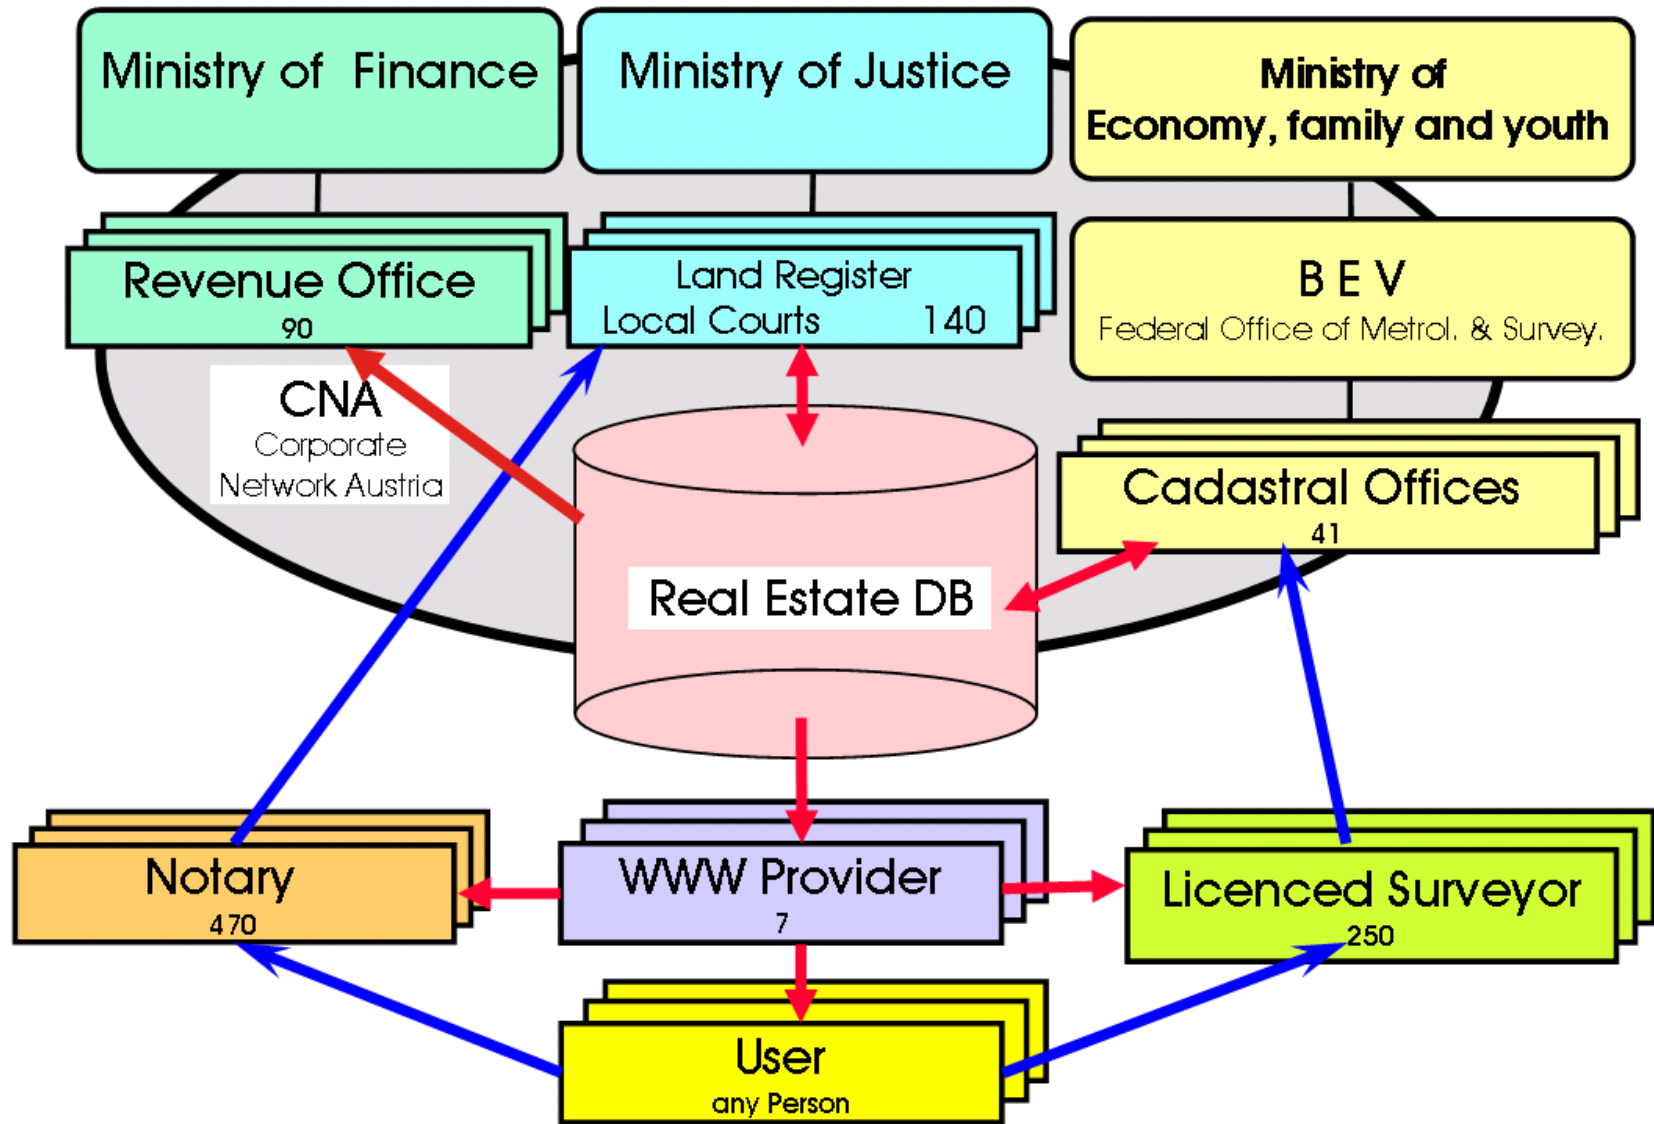 Ministry of Finance
Ministry of Justice
Ministry of
Economy, family and youth
Revenue Office
90
Land Register
Local Courts 140
B E V
Federal Office of Metrol. & Survey.
CNA
Corporate
Network Austria
Cadastral Offices
41
Real Estate DB
Notary
470
WWW Provider
7
Licenced Surveyor
250
User
any Person